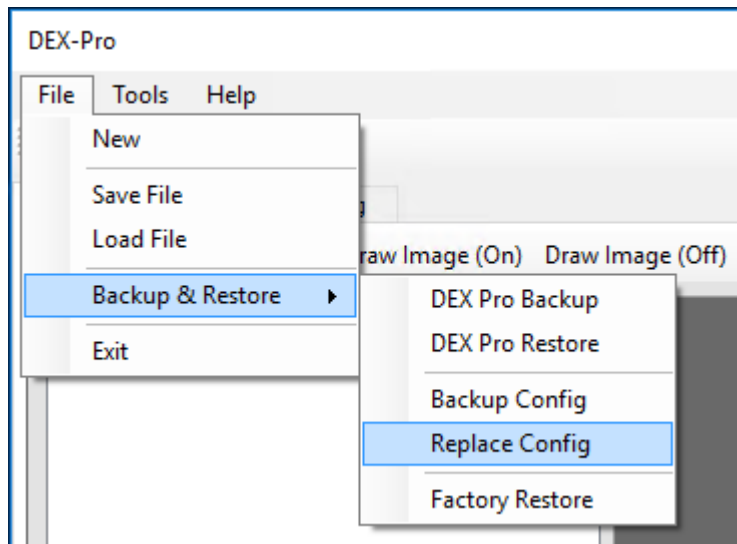 DEX-Pro
File Tools Help
New
Save File
Load File
raw Image (On) Draw Image (Off)
Backup & Restore
DEX Pro Backup
Exit
DEX Pro Restore
Backup Config
Replace Config
Factory Restore